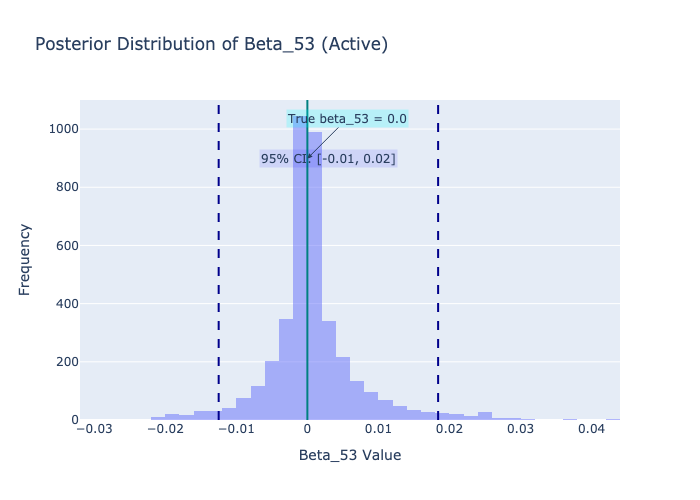 Posterior Distribution of Beta_53 (Active)
True beta_53 = 0.0
95% CI: [-0.01, 0.02]
1000
800
600
400
200
0
Frequency
−0.03 −0.02 −0.01 0 0.01 0.02 0.03 0.04
Beta_53 Value